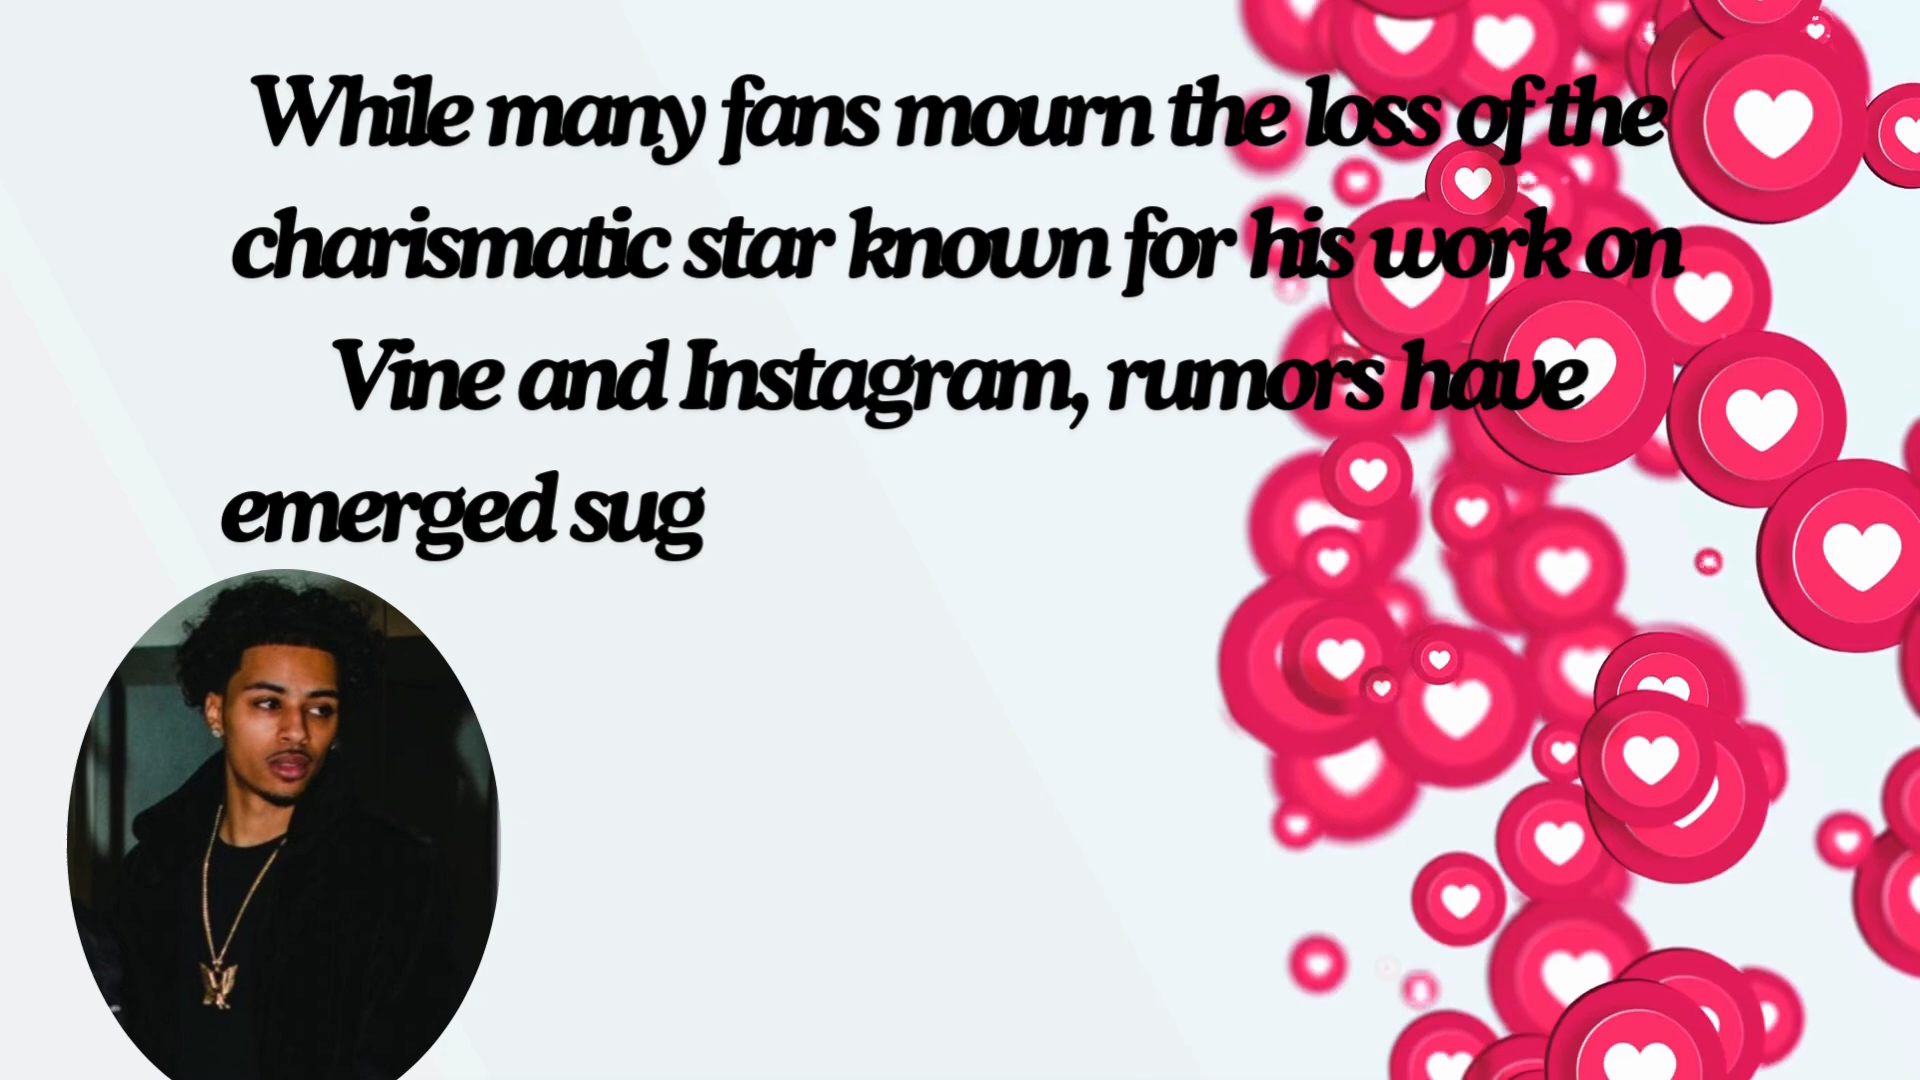 While many fans mourn the loss of the
charismatic star known for his work on
Vine and Instagram, rumors have
emerged sug